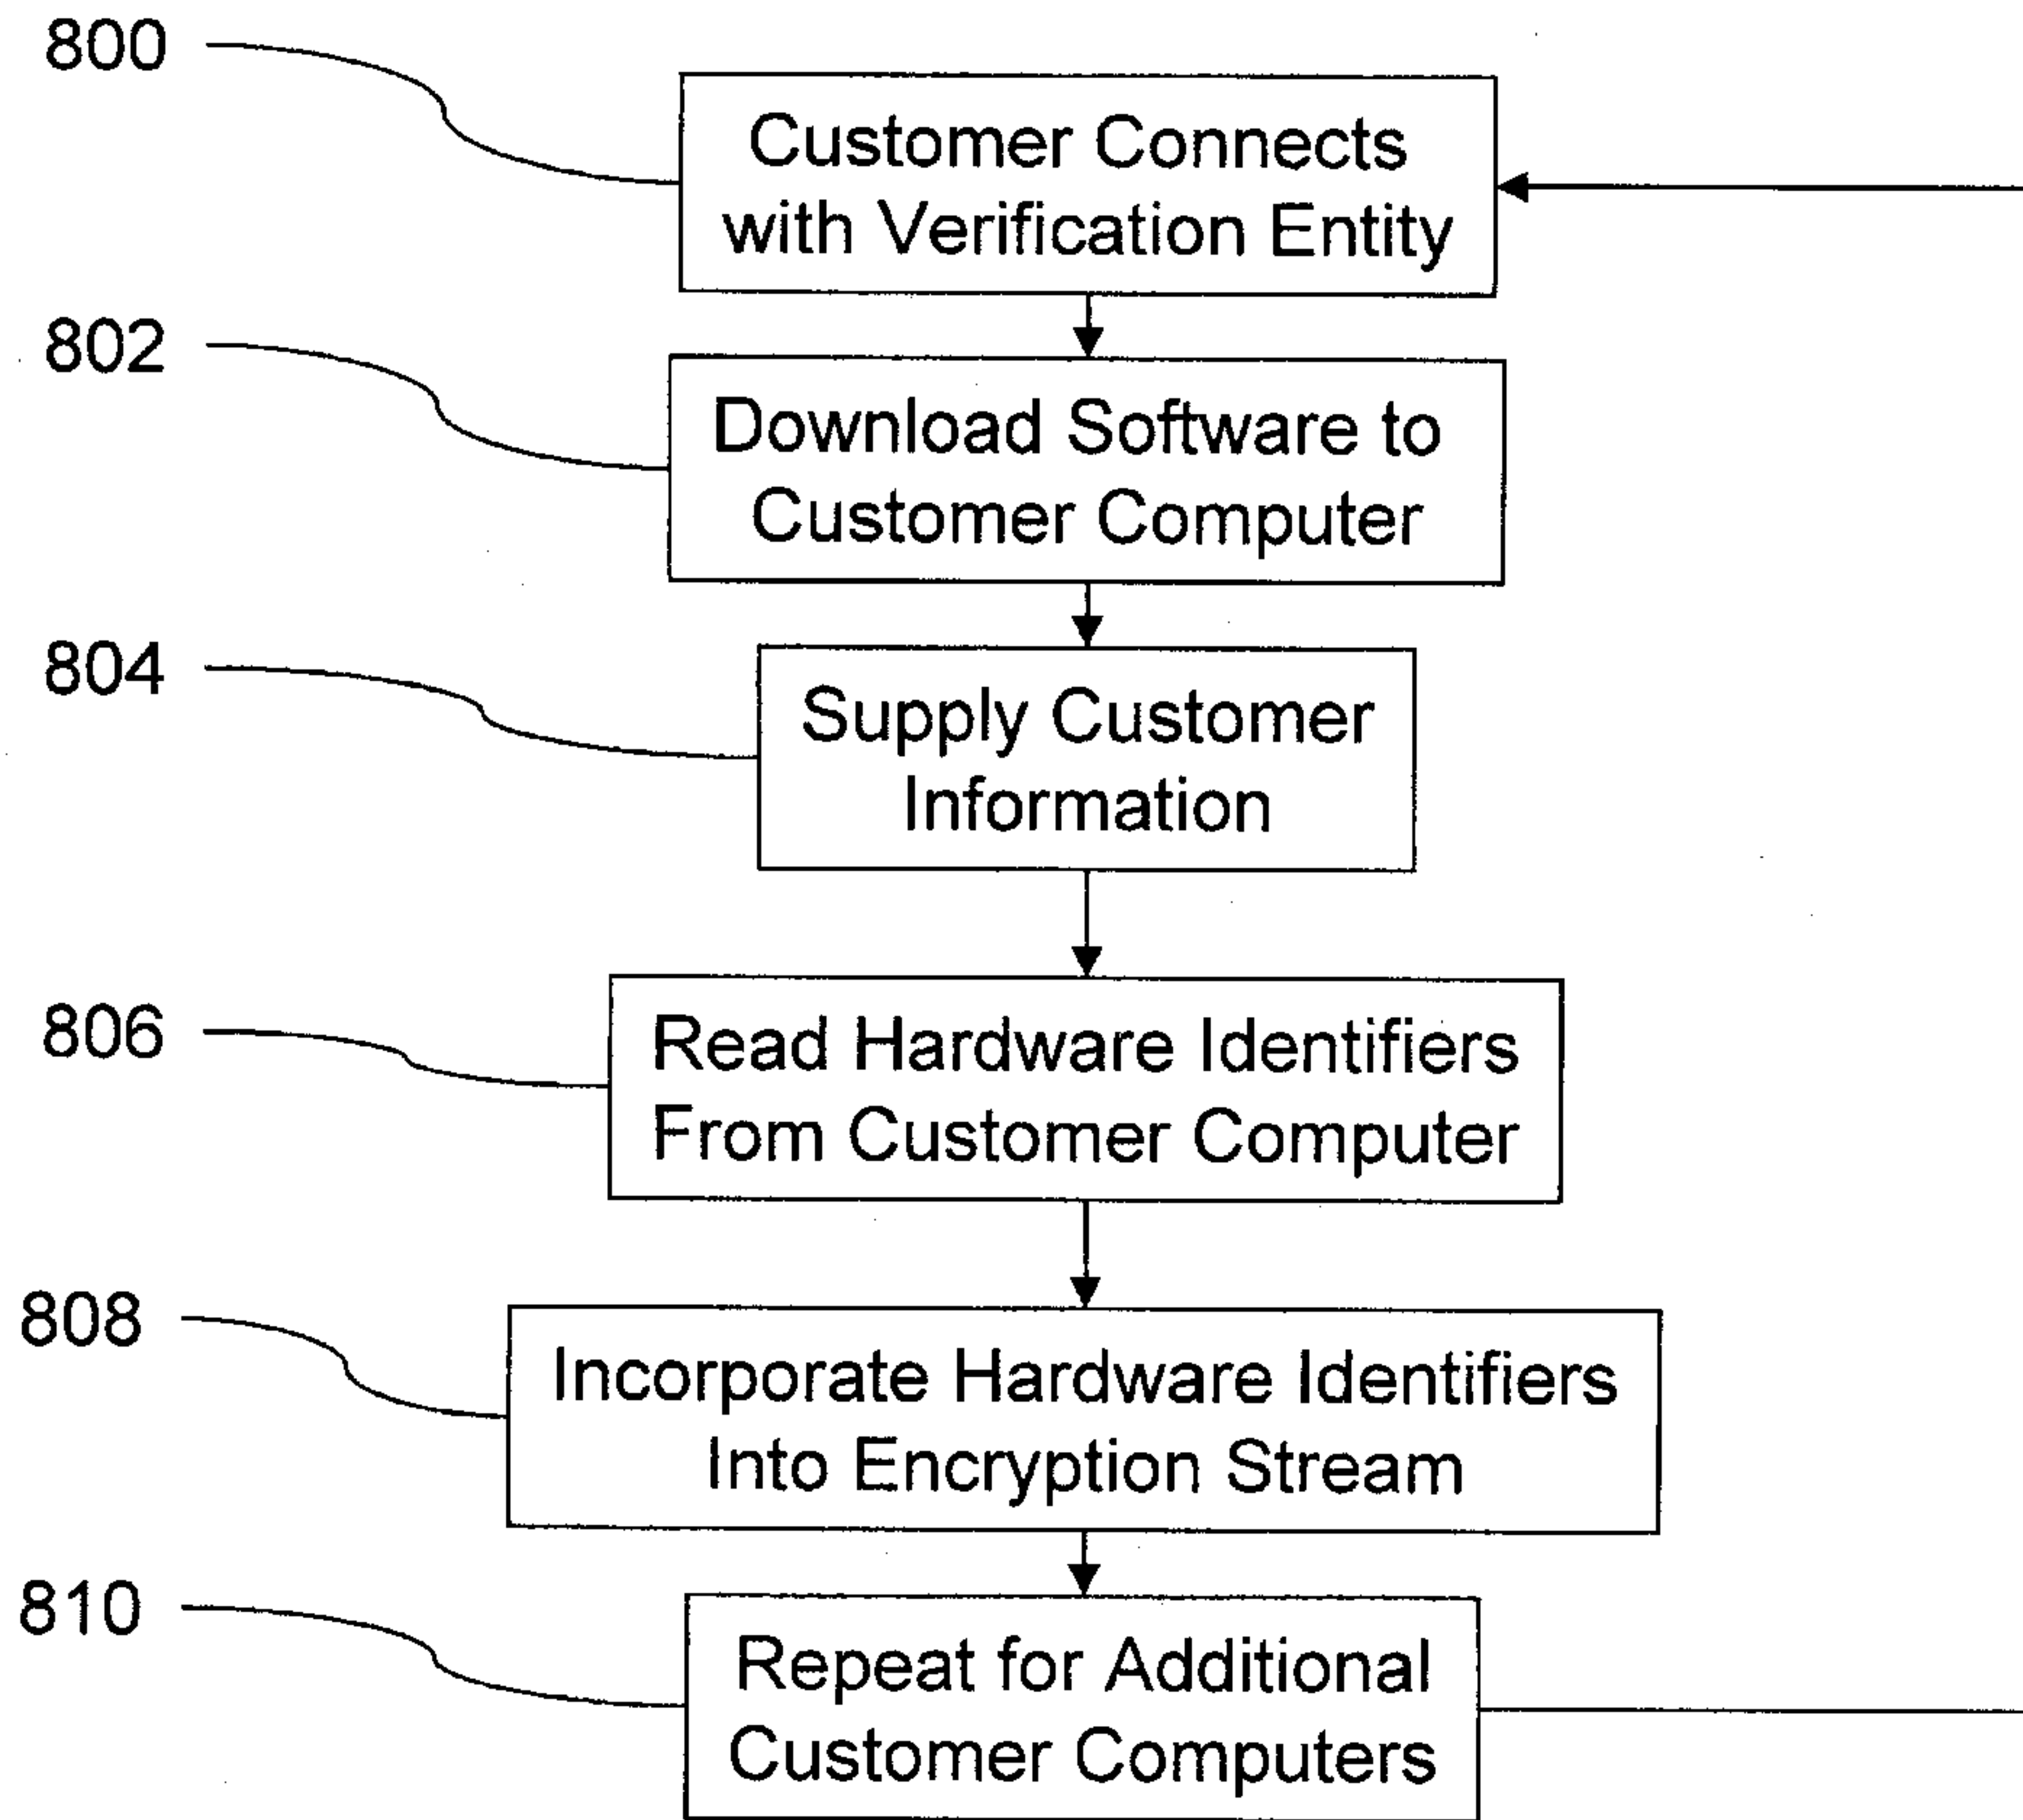 800
Customer Connects
with Verification Entity
802
Download Software to
Customer Computer
804
Supply Customer
Information
806
Read Hardware Identifiers
From Customer Computer
808
Incorporate Hardware Identifiers
Into Encryption Stream
810
Repeat for Additional
Customer Computers